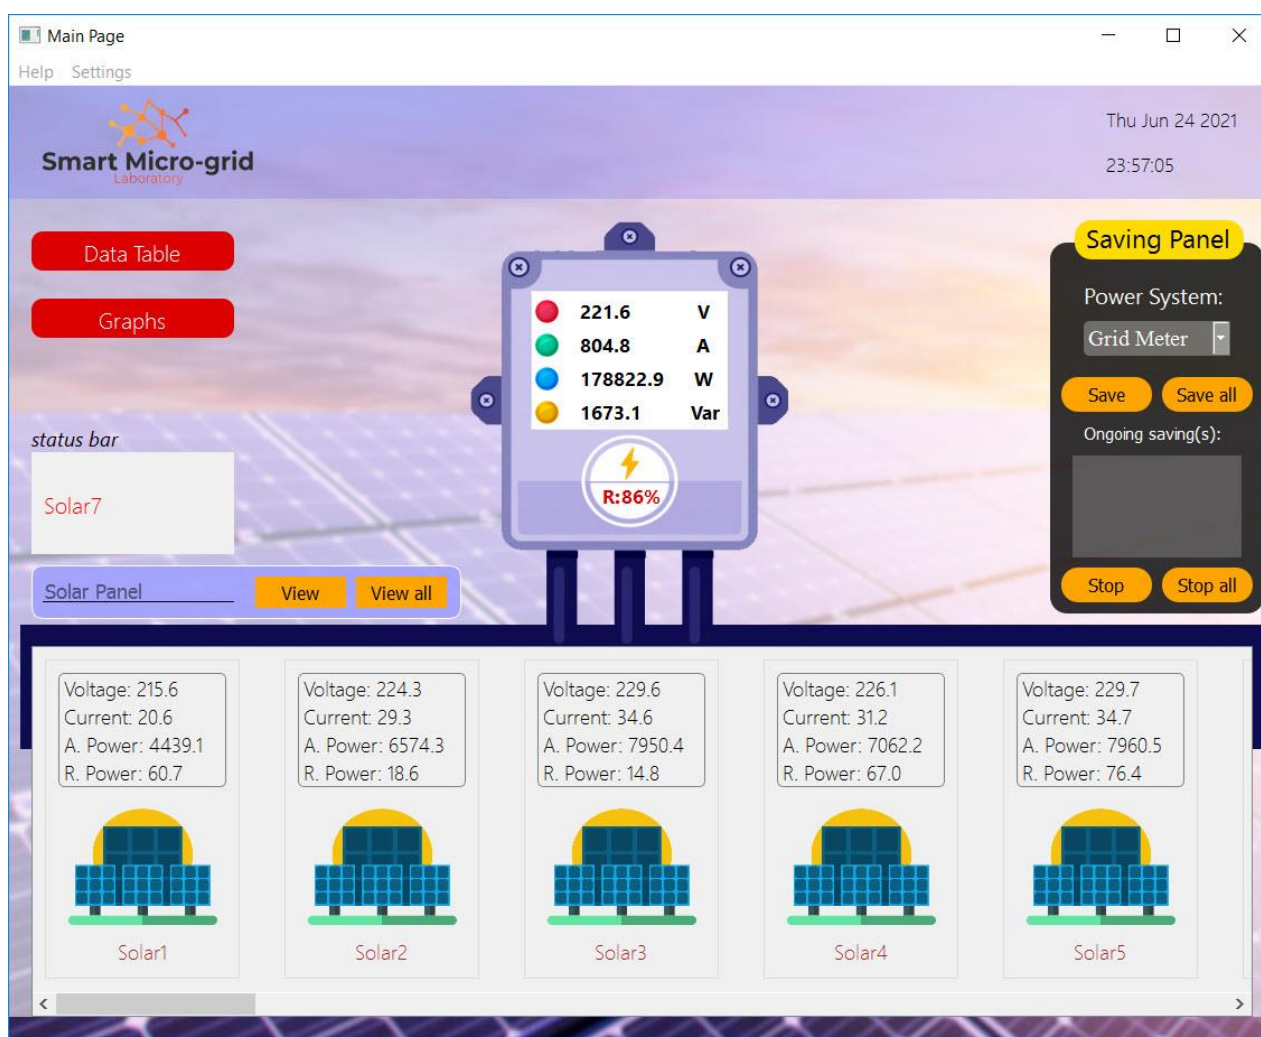 Main Page
Help Settings
Smart Micro-grid
Laboratory
Thu Jun 24 2021
23:57:05
Data Table
Graphs
221.6 V
804.8 A
178822.9 W
1673.1 Var
R:86%
Saving Panel
Power System:
Grid Meter
Save Save all
Ongoing saving(s):
Stop Stop all
status bar
Solar7
Solar Panel View View all
Voltage: 215.6
Current: 20.6
A. Power: 4439.1
R. Power: 60.7
Solar1
Voltage: 224.3
Current: 29.3
A. Power: 6574.3
R. Power: 18.6
Solar2
Voltage: 229.6
Current: 34.6
A. Power: 7950.4
R. Power: 14.8
Solar3
Voltage: 226.1
Current: 31.2
A. Power: 7062.2
R. Power: 67.0
Solar4
Voltage: 229.7
Current: 34.7
A. Power: 7960.5
R. Power: 76.4
Solar5